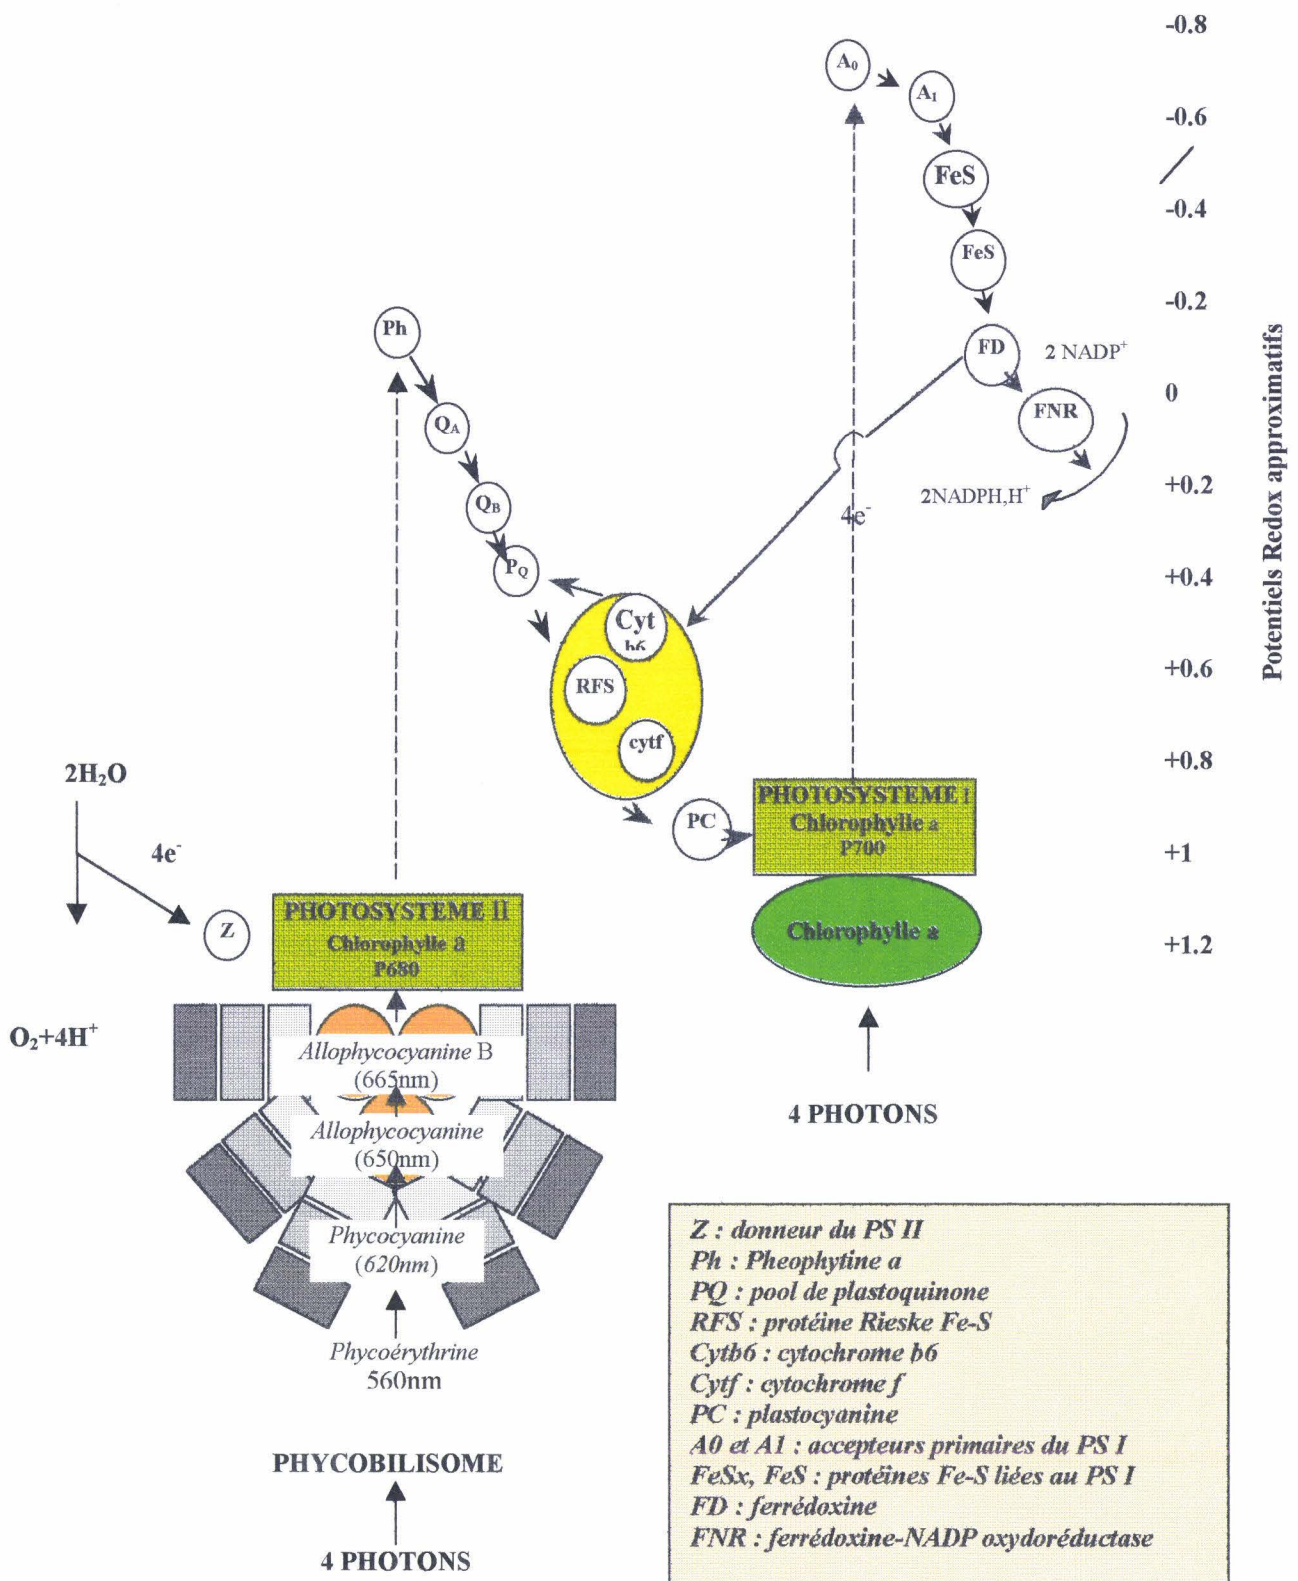 -0.8
A₀
A₁
-0.6
FeS
-0.4
FeS
-0.2
Ph
FD
2 NADP⁺
0
FNR
Q_A
+0.2
2NADPH,H⁺
Q_B
4e⁻
P_Q
+0.4
Potentiels Redox approximatifs
Cyt
b6
+0.6
RFS
cytf
+0.8
2H₂O
PHOTOSYSTEME I
Chlorophylle a
P700
PC
+1
4e⁻
PHOTOSYSTEME II
Chlorophylle a
P680
Z
Chlorophylle a
+1.2
O₂+4H⁺
Allophycocyanine B
(665nm)
4 PHOTONS
Allophycocyanine
(650nm)
Phycocyanine
(620nm)
Phycoérythrine
560nm
PHYCOBILISOME
4 PHOTONS
Z : donneur du PS II
Ph : Pheophytine a
PQ : pool de plastoquinone
RFS : protéine Rieske Fe-S
Cytb6 : cytochrome b6
Cytf : cytochrome f
PC : plastocyanine
A0 et A1 : accepteurs primaires du PS I
FeSx, FeS : protéines Fe-S liées au PS I
FD : ferrédoxine
FNR : ferrédoxine-NADP oxydoréductase